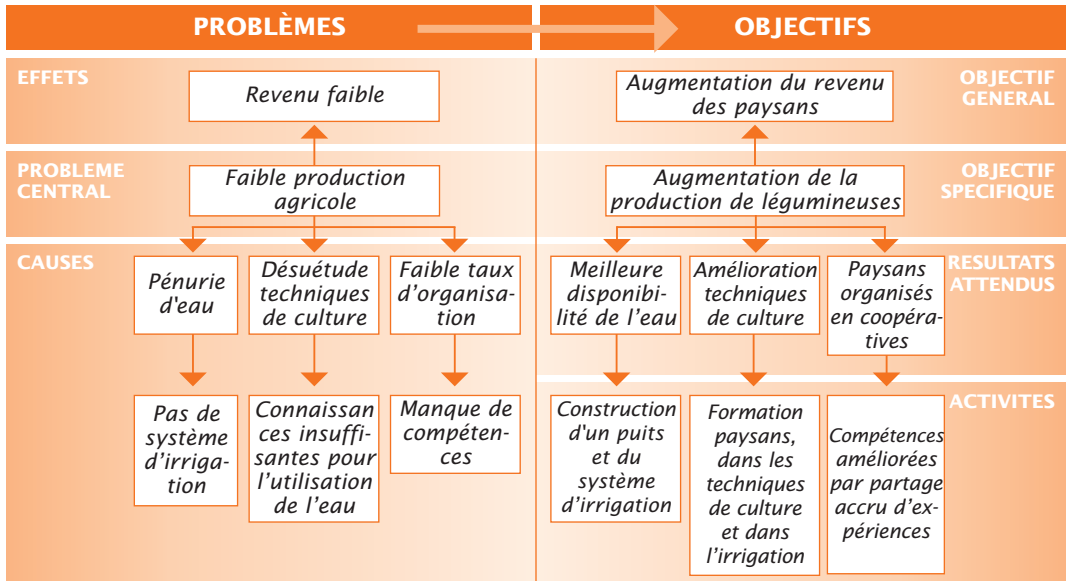 PROBLÈMES
OBJECTIFS
EFFETS
Revenu faible
Augmentation du revenu
des paysans
OBJECTIF
GENERAL
PROBLEME
CENTRAL
Faible production
agricole
Augmentation de la
production de légumineuses
OBJECTIF
SPECIFIQUE
CAUSES
Pénurie
d'eau
Désuétude
techniques
de culture
Faible taux
d'organisa-
tion
Meilleure
disponibi-
lité de l'eau
Amélioration
techniques
de culture
Paysans
organisés
en coopéra-
tives
RESULTATS
ATTENDUS
Pas de
système
d'irriga-
tion
Connaissan
ces insuffi-
santes pour
l'utilisation
de l'eau
Manque de
compéten-
ces
Construction
d'un puits
et du
système
d'irrigation
Formation
paysans,
dans les
techniques
de culture
et dans
l'irrigation
Compétences
améliorées
par partage
accru d'ex-
périences
ACTIVITES